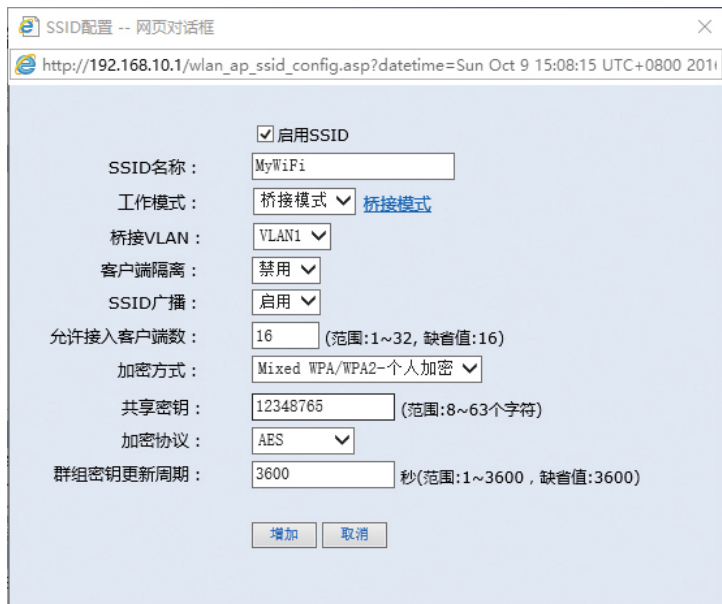 SSID配置 -- 网页对话框
http://192.168.10.1/wlan_ap_ssid_config.asp?datetime=Sun Oct 9 15:08:15 UTC+0800 201
启用SSID
SSID名称： MyWiFi
工作模式： 桥接模式 桥接模式
桥接VLAN： VLAN1
客户端隔离： 禁用
SSID广播： 启用
允许接入客户端数： 16 (范围:1~32, 缺省值:16)
加密方式： Mixed WPA/WPA2-个人加密
共享密钥： 12348765 (范围:8~63个字符)
加密协议： AES
群组密钥更新周期： 3600 秒(范围:1~3600，缺省值:3600)
增加 取消